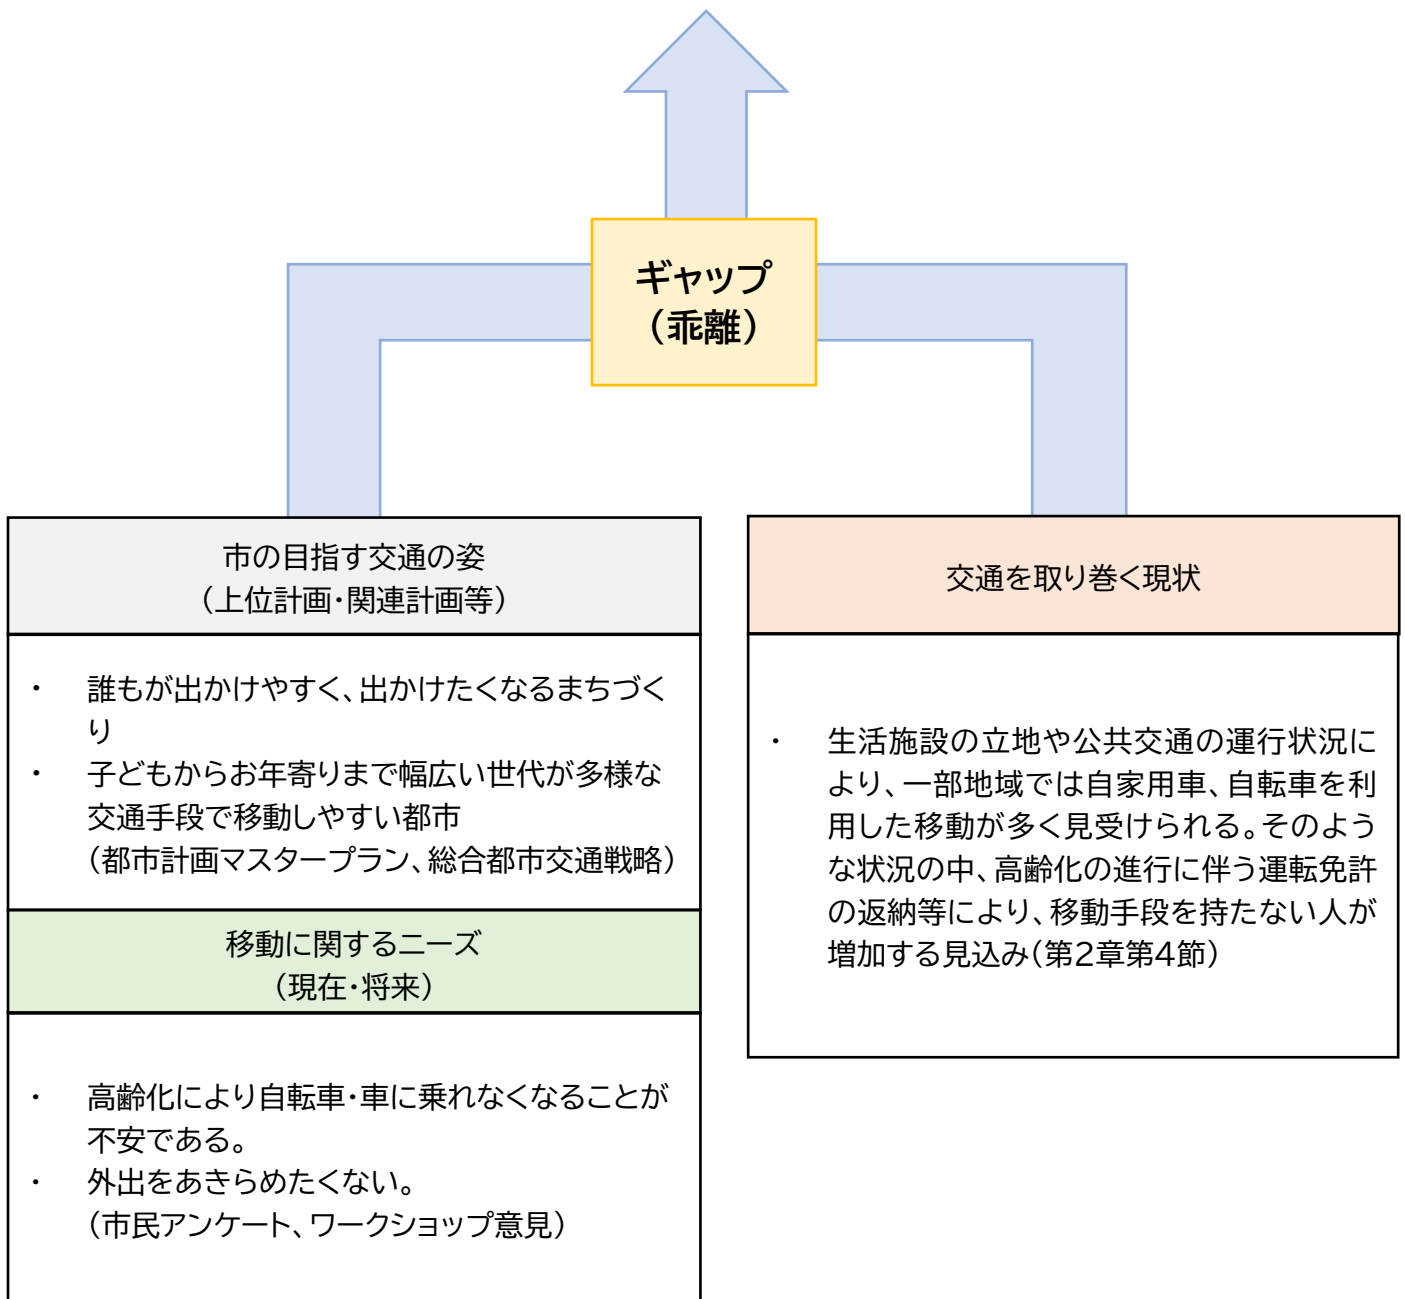 ギャップ
（乖離）
市の目指す交通の姿
（上位計画・関連計画等）
・ 誰もが出かけやすく、出かけたくなるまちづく
り
・ 子どもからお年寄りまで幅広い世代が多様な
交通手段で移動しやすい都市
（都市計画マスタープラン、総合都市交通戦略）
移動に関するニーズ
（現在・将来）
・ 高齢化により自転車・車に乗れなくなることが
不安である。
・ 外出をあきらめたくない。
（市民アンケート、ワークショップ意見）
交通を取り巻く現状
・ 生活施設の立地や公共交通の運行状況に
より、一部地域では自家用車、自転車を利
用した移動が多く見受けられる。そのよう
な状況の中、高齢化の進行に伴う運転免許
の返納等により、移動手段を持たない人が
増加する見込み（第2章第4節）